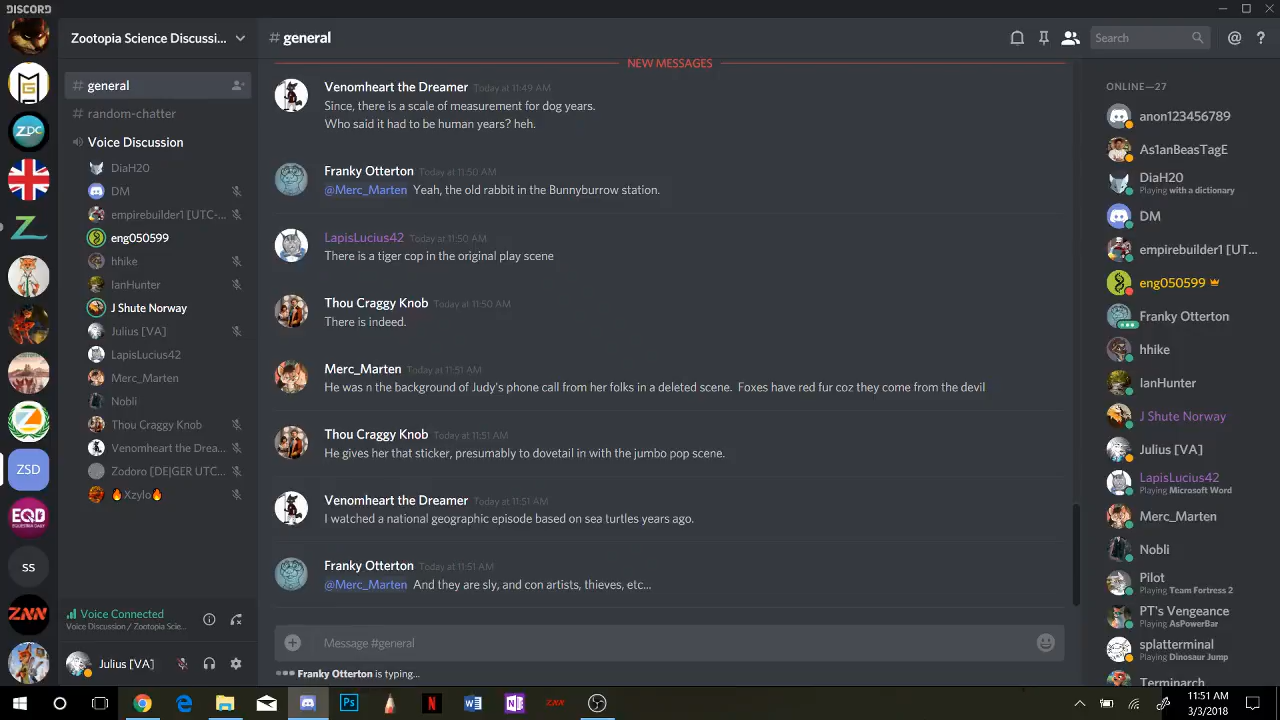 DISCORD
Zootopia Science Discussi...
# general
Search
@
?
# general
# random-chatter
Voice Discussion
DiaH20
DM
empirebuilder1 [UTC-...
eng050599
hhike
IanHunter
J Shute Norway
Julius [VA]
LapisLucius42
Merc_Marten
Nobli
Thou Craggy Knob
Venomheart the Drea...
Zodoro [DE|GER UTC...
🔥Xzylo🔥
Voice Connected
Voice Discussion / Zootopia Scie...
Julius [VA]
MG
ZDC
Z
ZSD
EQD
EQUESTRIA DAILY
ss
ZNN
NEW MESSAGES
Venomheart the Dreamer Today at 11:49 AM
Since, there is a scale of measurement for dog years.
Who said it had to be human years? heh.
Franky Otterton Today at 11:50 AM
@Merc_Marten Yeah, the old rabbit in the Bunnyburrow station.
LapisLucius42 Today at 11:50 AM
There is a tiger cop in the original play scene
Thou Craggy Knob Today at 11:50 AM
There is indeed.
Merc_Marten Today at 11:51 AM
He was n the background of Judy's phone call from her folks in a deleted scene. Foxes have red fur coz they come from the devil
Thou Craggy Knob Today at 11:51 AM
He gives her that sticker, presumably to dovetail in with the jumbo pop scene.
Venomheart the Dreamer Today at 11:51 AM
I watched a national geographic episode based on sea turtles years ago.
Franky Otterton Today at 11:51 AM
@Merc_Marten And they are sly, and con artists, thieves, etc...
Message #general
Franky Otterton is typing...
ONLINE—27
anon123456789
As1anBeasTagE
DiaH20
Playing with a dictionary
DM
empirebuilder1 [UT...
eng050599
Franky Otterton
hhike
IanHunter
J Shute Norway
Julius [VA]
LapisLucius42
Playing Microsoft Word
Merc_Marten
Nobli
Pilot
Playing Team Fortress 2
PT's Vengeance
Playing AsPowerBar
splatterminal
Playing Dinosaur Jump
Terminarch
Ps
N
W
N
ZNN
11:51 AM
3/3/2018